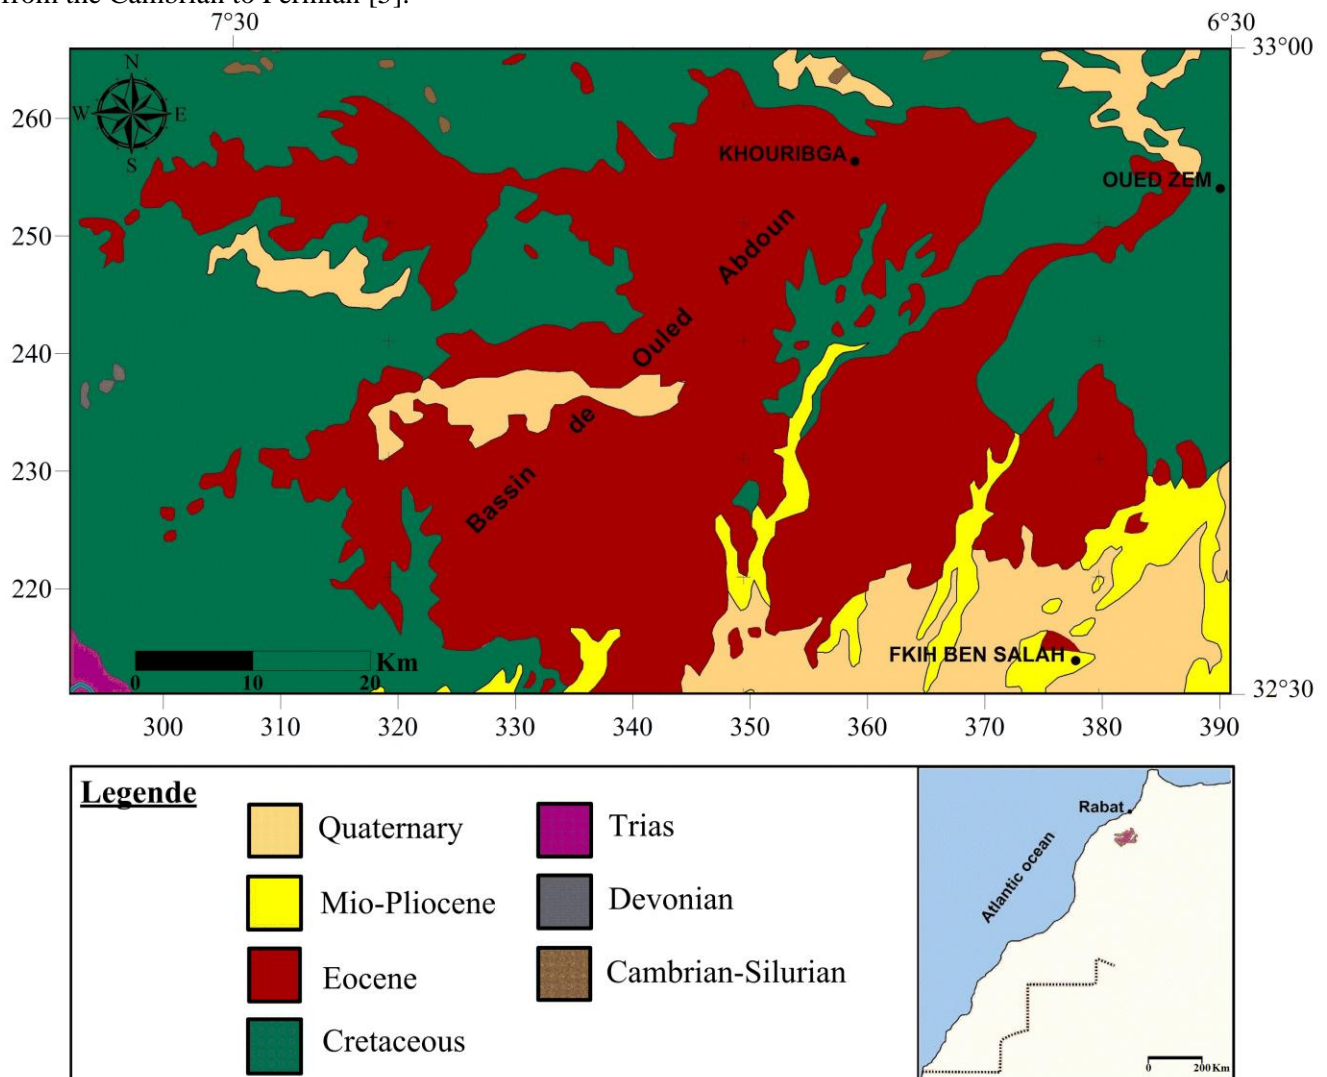 from the Cambrian to Permian [5].
7°30
6°30
33°00
N
W
E
S
260
250
240
230
220
KHOURIBGA
OUED ZEM
Bassin de Ouled Abdoun
FKIH BEN SALAH
Km
0 10 20
32°30
300 310 320 330 340 350 360 370 380 390
Legende
Quaternary
Mio-Pliocene
Eocene
Cretaceous
Trias
Devonian
Cambrian-Silurian
Rabat
Atlantic ocean
0 200 Km